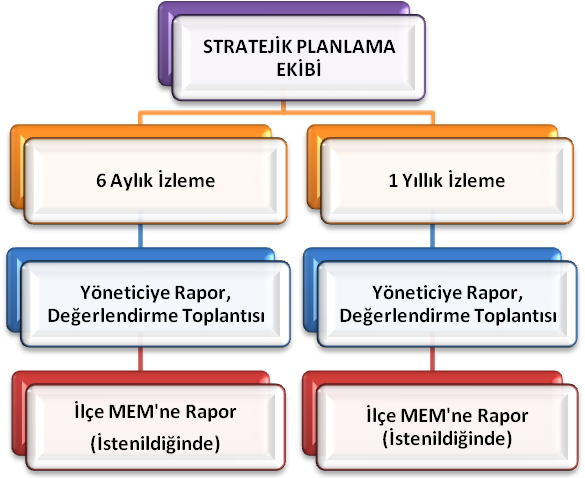 STRATEJİK PLANLAMA
EKİBİ
6 Aylık İzleme
1 Yıllık İzleme
Yöneticiye Rapor,
Değerlendirme Toplantısı
Yöneticiye Rapor,
Değerlendirme Toplantısı
İlçe MEM'ne Rapor
(İstenildiğinde)
İlçe MEM'ne Rapor
(İstenildiğinde)